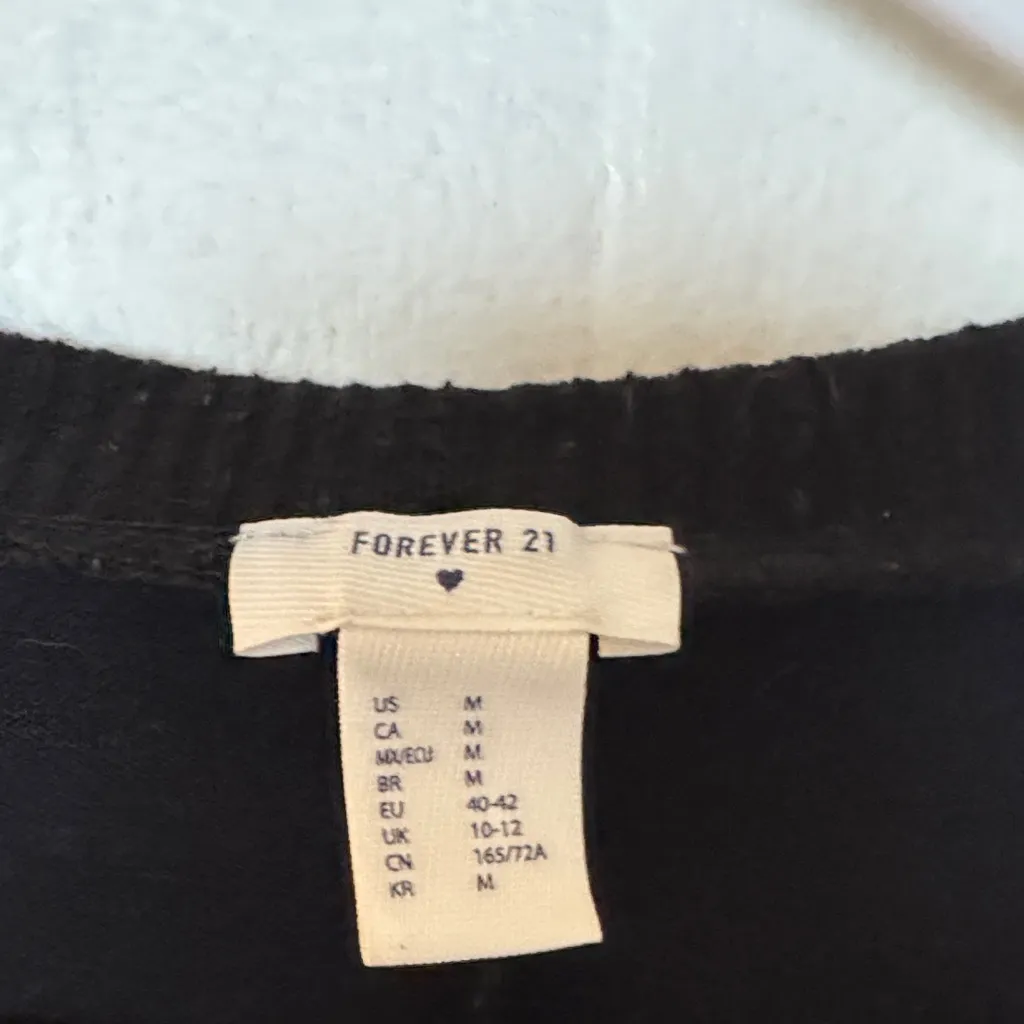 FOREVER 21
US M
CA M
MX/ECU M
BR M
EU 40-42
UK 10-12
CN 165/72A
KR M